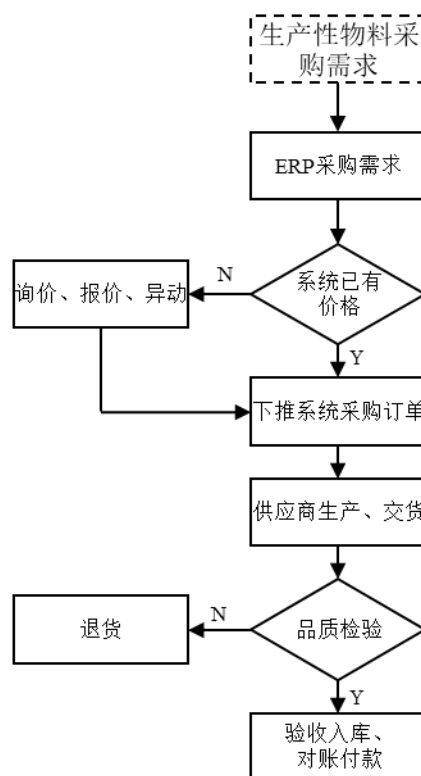 生产性物料采
购需求
ERP采购需求
系统已有
价格
N
询价、报价、异动
Y
下推系统采购订单
供应商生产、交货
品质检验
N
退货
Y
验收入库、
对账付款